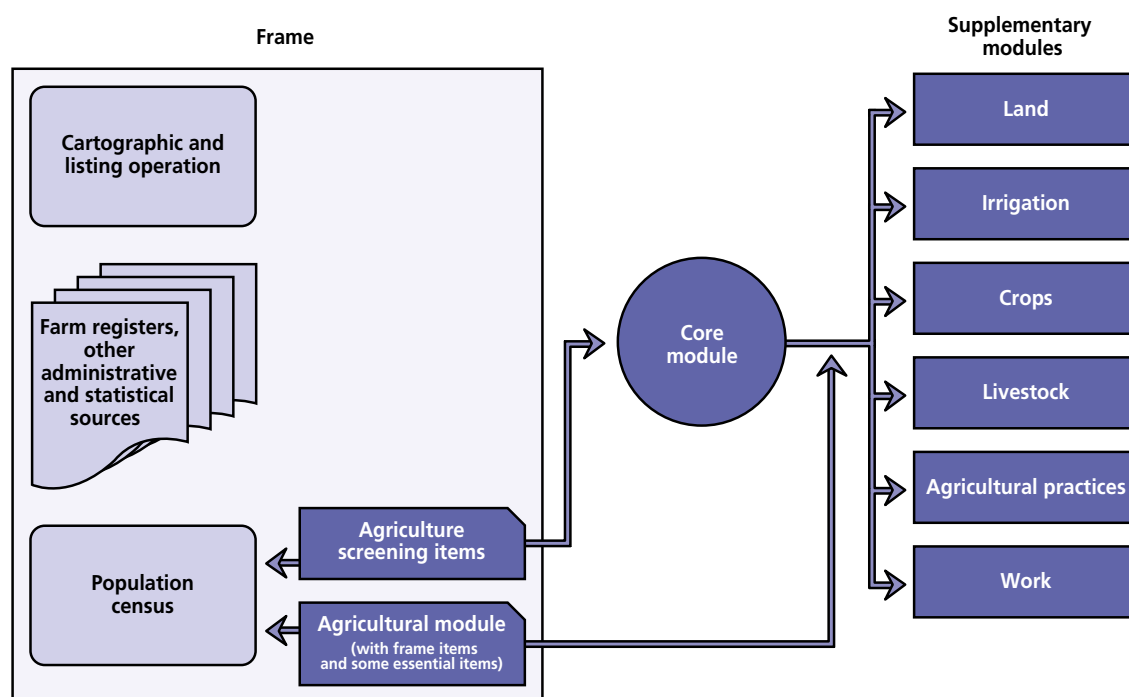 Frame
Supplementary
modules
Cartographic and
listing operation
Farm registers,
other
administrative
and statistical
sources
Population
census
Agriculture
screening items
Agricultural module
(with frame items
and some essential items)
Core
module
Land
Irrigation
Crops
Livestock
Agricultural practices
Work